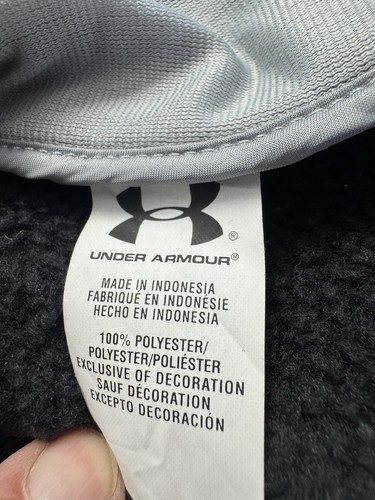 ®
UNDER ARMOUR®
MADE IN INDONESIA
FABRIQUÉ EN INDONÉSIE
HECHO EN INDONESIA
100% POLYESTER/
POLYESTER/POLIÉSTER
EXCLUSIVE OF DECORATION
SAUF DÉCORATION
EXCEPTO DECORACIÓN